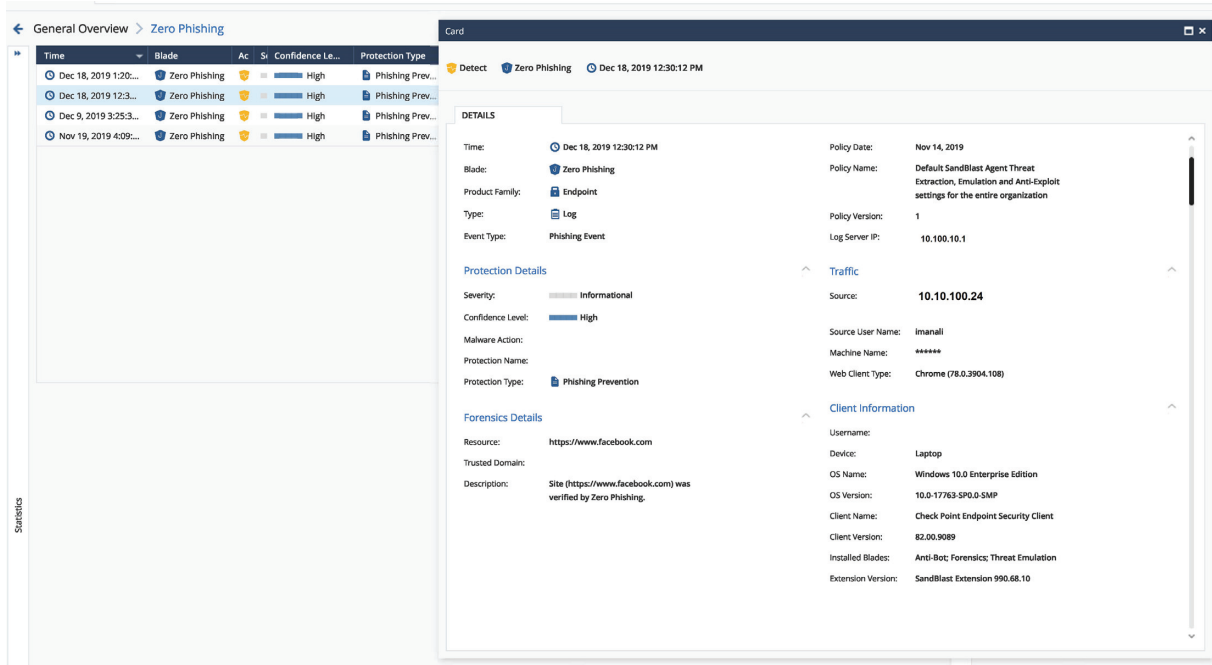 General Overview > Zero Phishing
Time Blade Ac Se Confidence Le... Protection Type
Dec 18, 2019 1:20:... Zero Phishing High Phishing Prev...
Dec 18, 2019 12:3... Zero Phishing High Phishing Prev...
Dec 9, 2019 3:25:3... Zero Phishing High Phishing Prev...
Nov 19, 2019 4:09:... Zero Phishing High Phishing Prev...
Statistics
Card
Detect Zero Phishing Dec 18, 2019 12:30:12 PM
DETAILS
Time: Dec 18, 2019 12:30:12 PM
Blade: Zero Phishing
Product Family: Endpoint
Type: Log
Event Type: Phishing Event
Protection Details
Severity: Informational
Confidence Level: High
Malware Action:
Protection Name:
Protection Type: Phishing Prevention
Forensics Details
Resource: https://www.facebook.com
Trusted Domain:
Description: Site (https://www.facebook.com) was
verified by Zero Phishing.
Policy Date: Nov 14, 2019
Policy Name: Default SandBlast Agent Threat
Extraction, Emulation and Anti-Exploit
settings for the entire organization
Policy Version: 1
Log Server IP: 10.100.10.1
Traffic
Source: 10.10.100.24
Source User Name: imanali
Machine Name: ******
Web Client Type: Chrome (78.0.3904.108)
Client Information
Username:
Device: Laptop
OS Name: Windows 10.0 Enterprise Edition
OS Version: 10.0-17763-SP0.0-SMP
Client Name: Check Point Endpoint Security Client
Client Version: 82.00.9089
Installed Blades: Anti-Bot; Forensics; Threat Emulation
Extension Version: SandBlast Extension 990.68.10